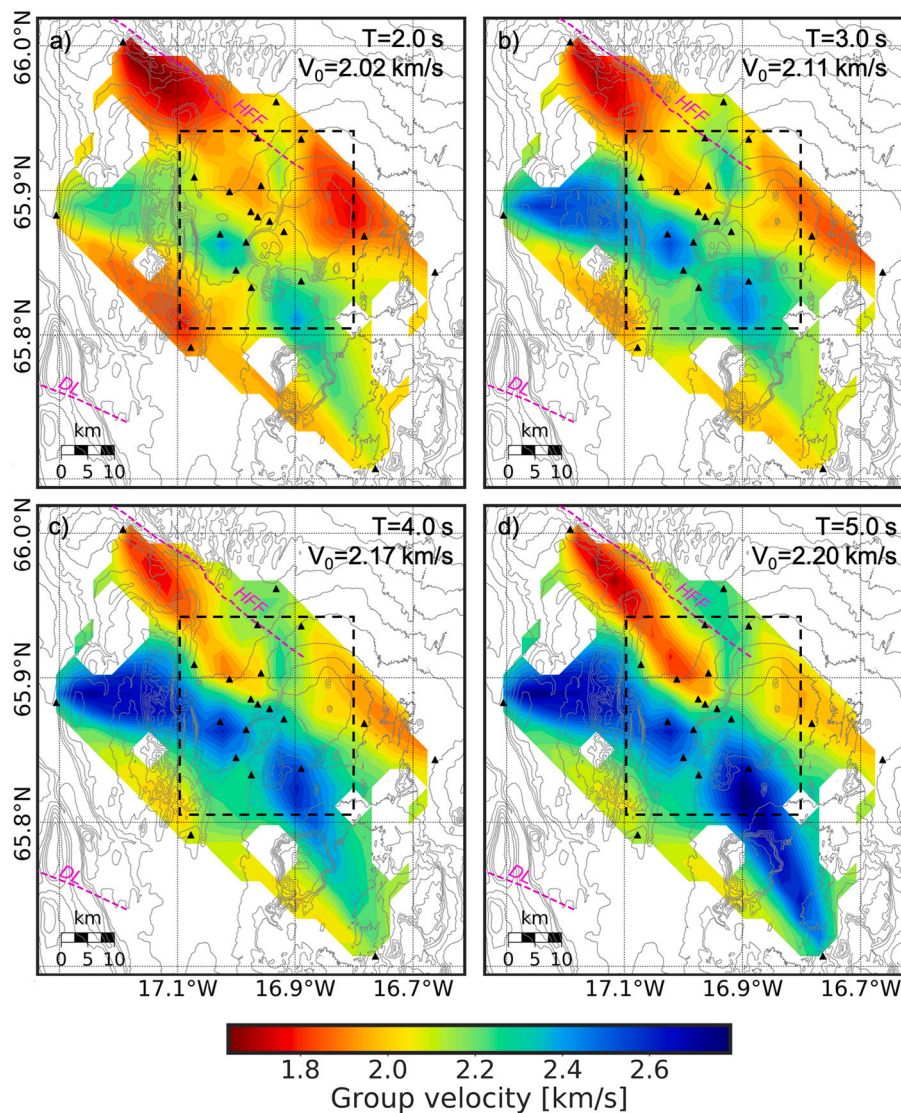 a)
T=2.0 s
V₀=2.02 km/s
HFF
DL
km
0 5 10
66.0°N
65.9°N
65.8°N
b)
T=3.0 s
V₀=2.11 km/s
HFF
DL
km
0 5 10
c)
T=4.0 s
V₀=2.17 km/s
HFF
DL
km
0 5 10
66.0°N
65.9°N
65.8°N
17.1°W 16.9°W 16.7°W
d)
T=5.0 s
V₀=2.20 km/s
HFF
DL
km
0 5 10
17.1°W 16.9°W 16.7°W
1.8 2.0 2.2 2.4 2.6
Group velocity [km/s]